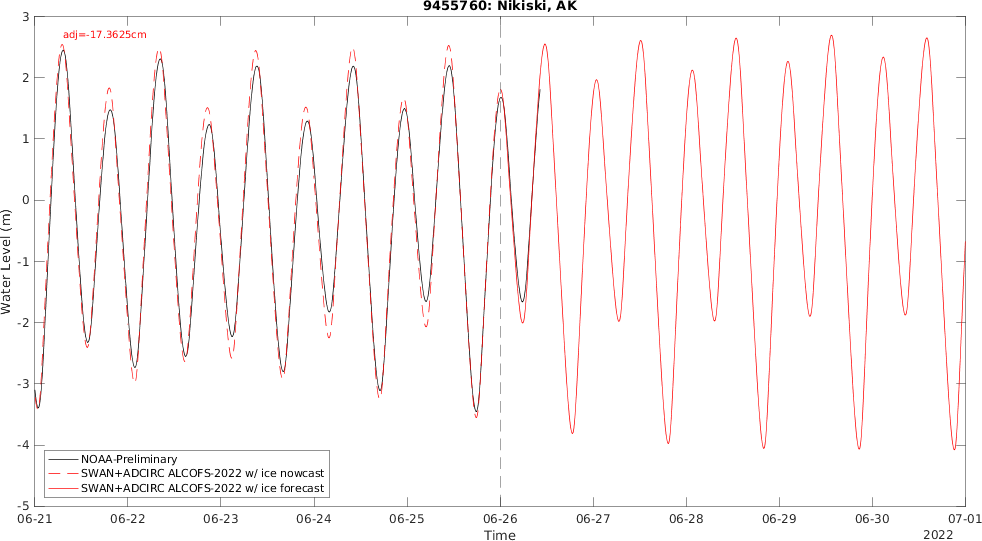 9455760: Nikiski, AK
adj=-17.3625cm
3
2
1
0
-1
-2
-3
-4
-5
Water Level (m)
NOAA-Preliminary
SWAN+ADCIRC ALCOFS-2022 w/ ice nowcast
SWAN+ADCIRC ALCOFS-2022 w/ ice forecast
06-21 06-22 06-23 06-24 06-25 06-26 06-27 06-28 06-29 06-30 07-01
Time
2022